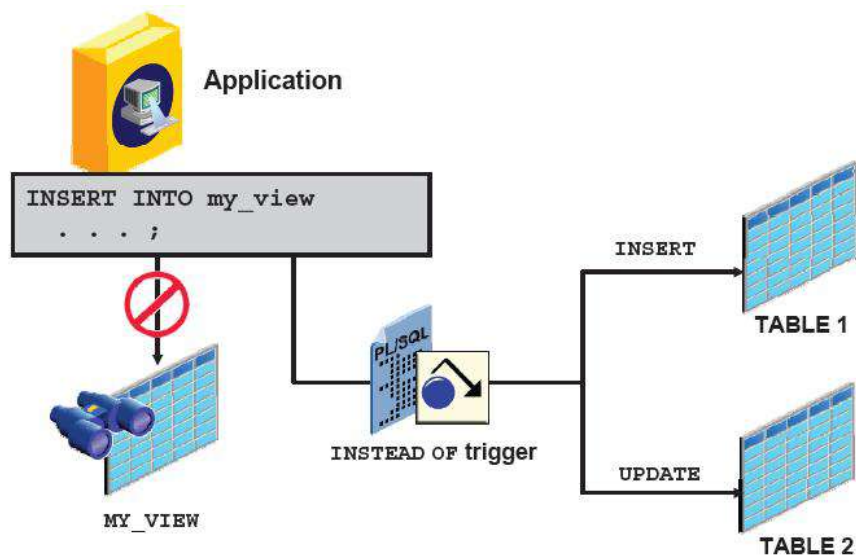 Application
INSERT INTO my_view
. . . ;
INSERT
TABLE 1
PL/SQL
INSTEAD OF trigger
MY_VIEW
UPDATE
TABLE 2